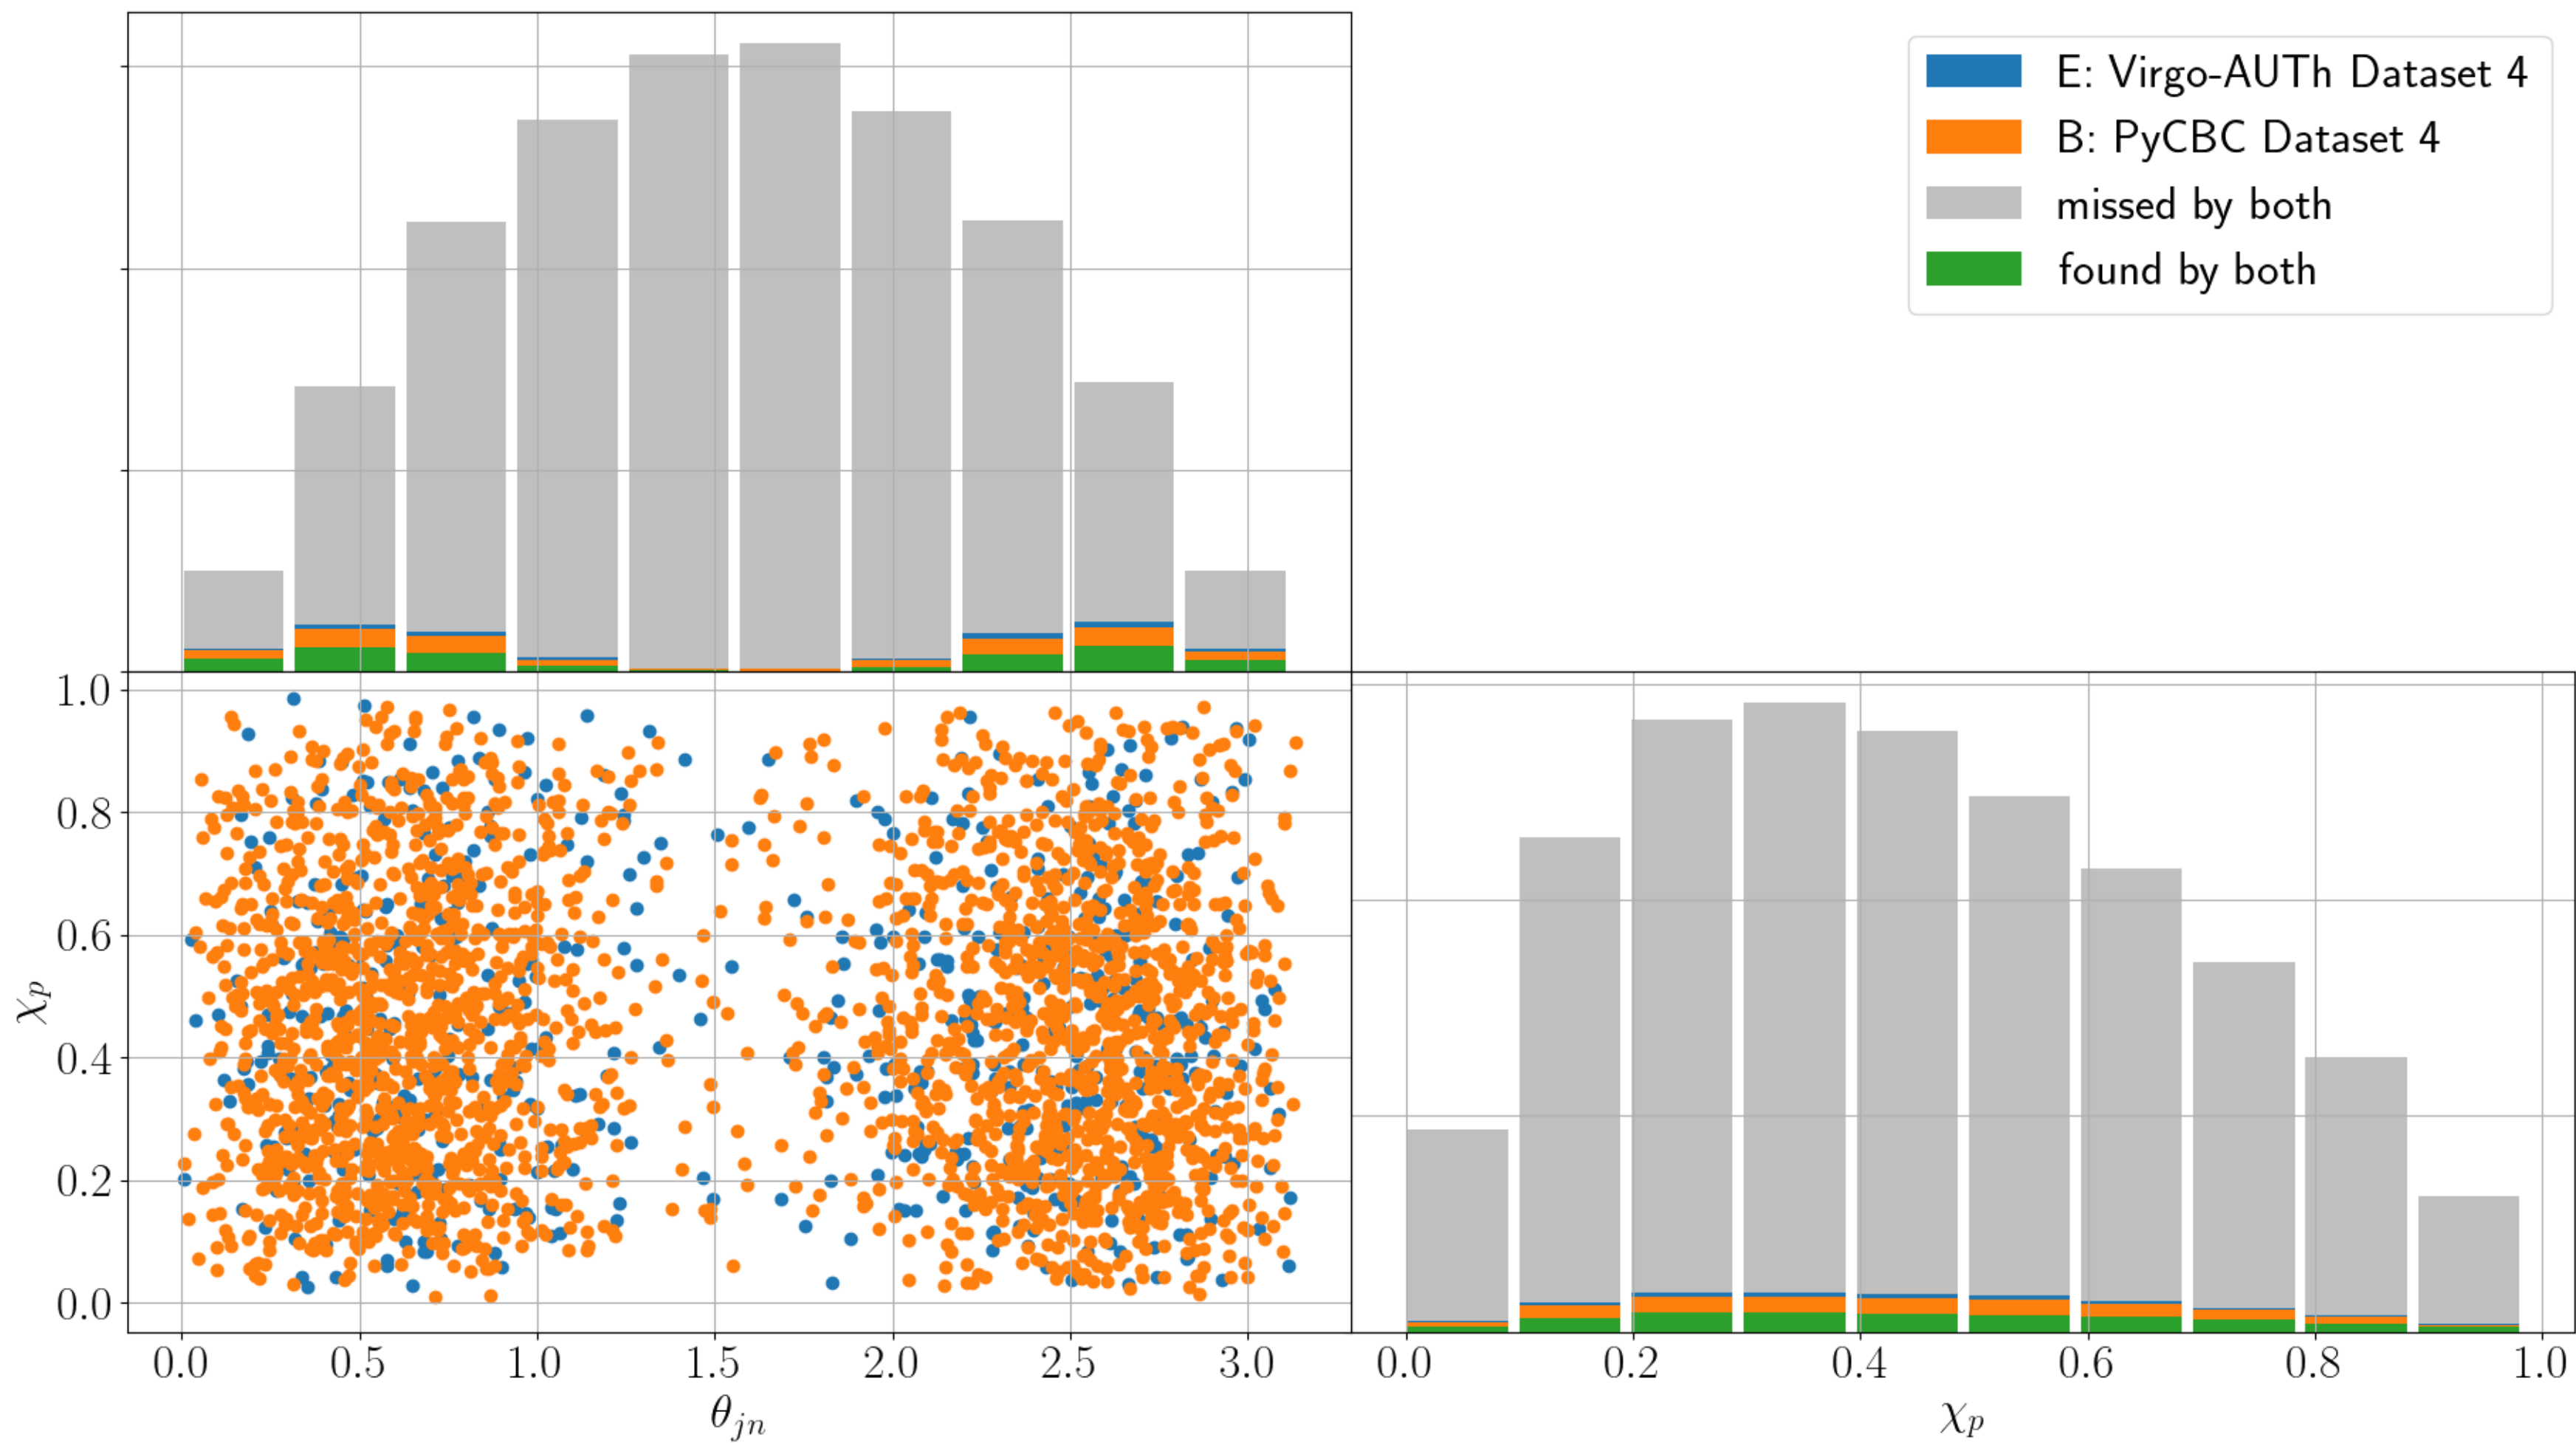 E: Virgo-AUTh Dataset 4
B: PyCBC Dataset 4
missed by both
found by both
1.0
0.8
0.6
0.4
0.2
0.0
χp
0.0 0.5 1.0 1.5 2.0 2.5 3.0
θjn
0.0 0.2 0.4 0.6 0.8 1.0
χp